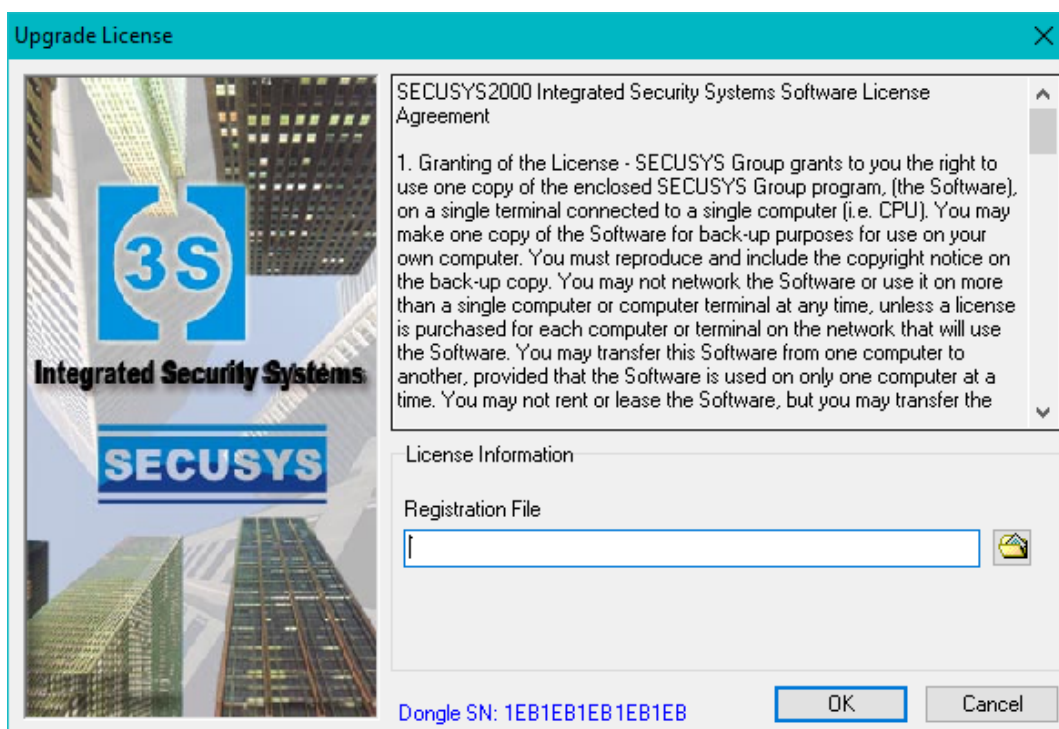 Upgrade License
3S
Integrated Security Systems
SECUSYS
SECUSYS2000 Integrated Security Systems Software License
Agreement
1. Granting of the License - SECUSYS Group grants to you the right to
use one copy of the enclosed SECUSYS Group program, (the Software),
on a single terminal connected to a single computer (i.e. CPU). You may
make one copy of the Software for back-up purposes for use on your
own computer. You must reproduce and include the copyright notice on
the back-up copy. You may not network the Software or use it on more
than a single computer or computer terminal at any time, unless a license
is purchased for each computer or terminal on the network that will use
the Software. You may transfer this Software from one computer to
another, provided that the Software is used on only one computer at a
time. You may not rent or lease the Software, but you may transfer the
License Information
Registration File
Dongle SN: 1EB1EB1EB1EB1EB
OK
Cancel